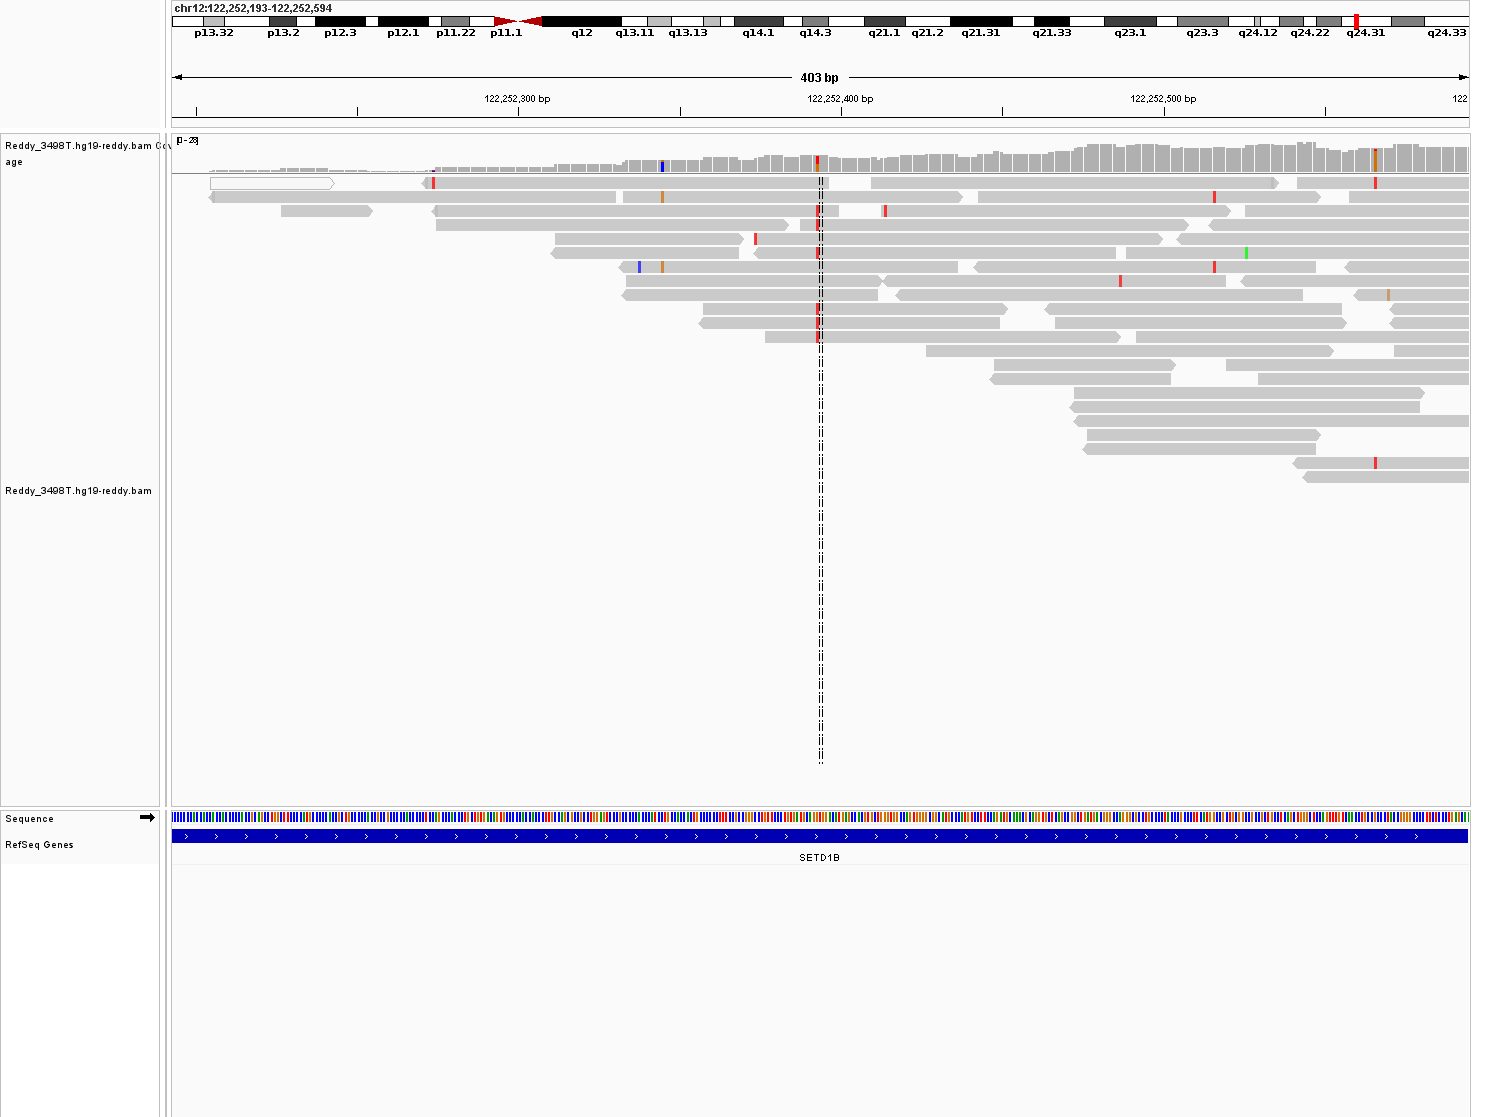 chr12:122,252,193-122,252,594
p13.32 p13.2 p12.3 p12.1 p11.22 p11.1 q12 q13.11 q13.13 q14.1 q14.3 q21.1 q21.2 q21.31 q21.33 q23.1 q23.3 q24.12 q24.22 q24.31 q24.33
403 bp
122,252,300 bp 122,252,400 bp 122,252,500 bp 122
Reddy_3498T.hg19-reddy.bam Cov
age
[0-28]
Reddy_3498T.hg19-reddy.bam
Sequence
RefSeq Genes
SETD1B